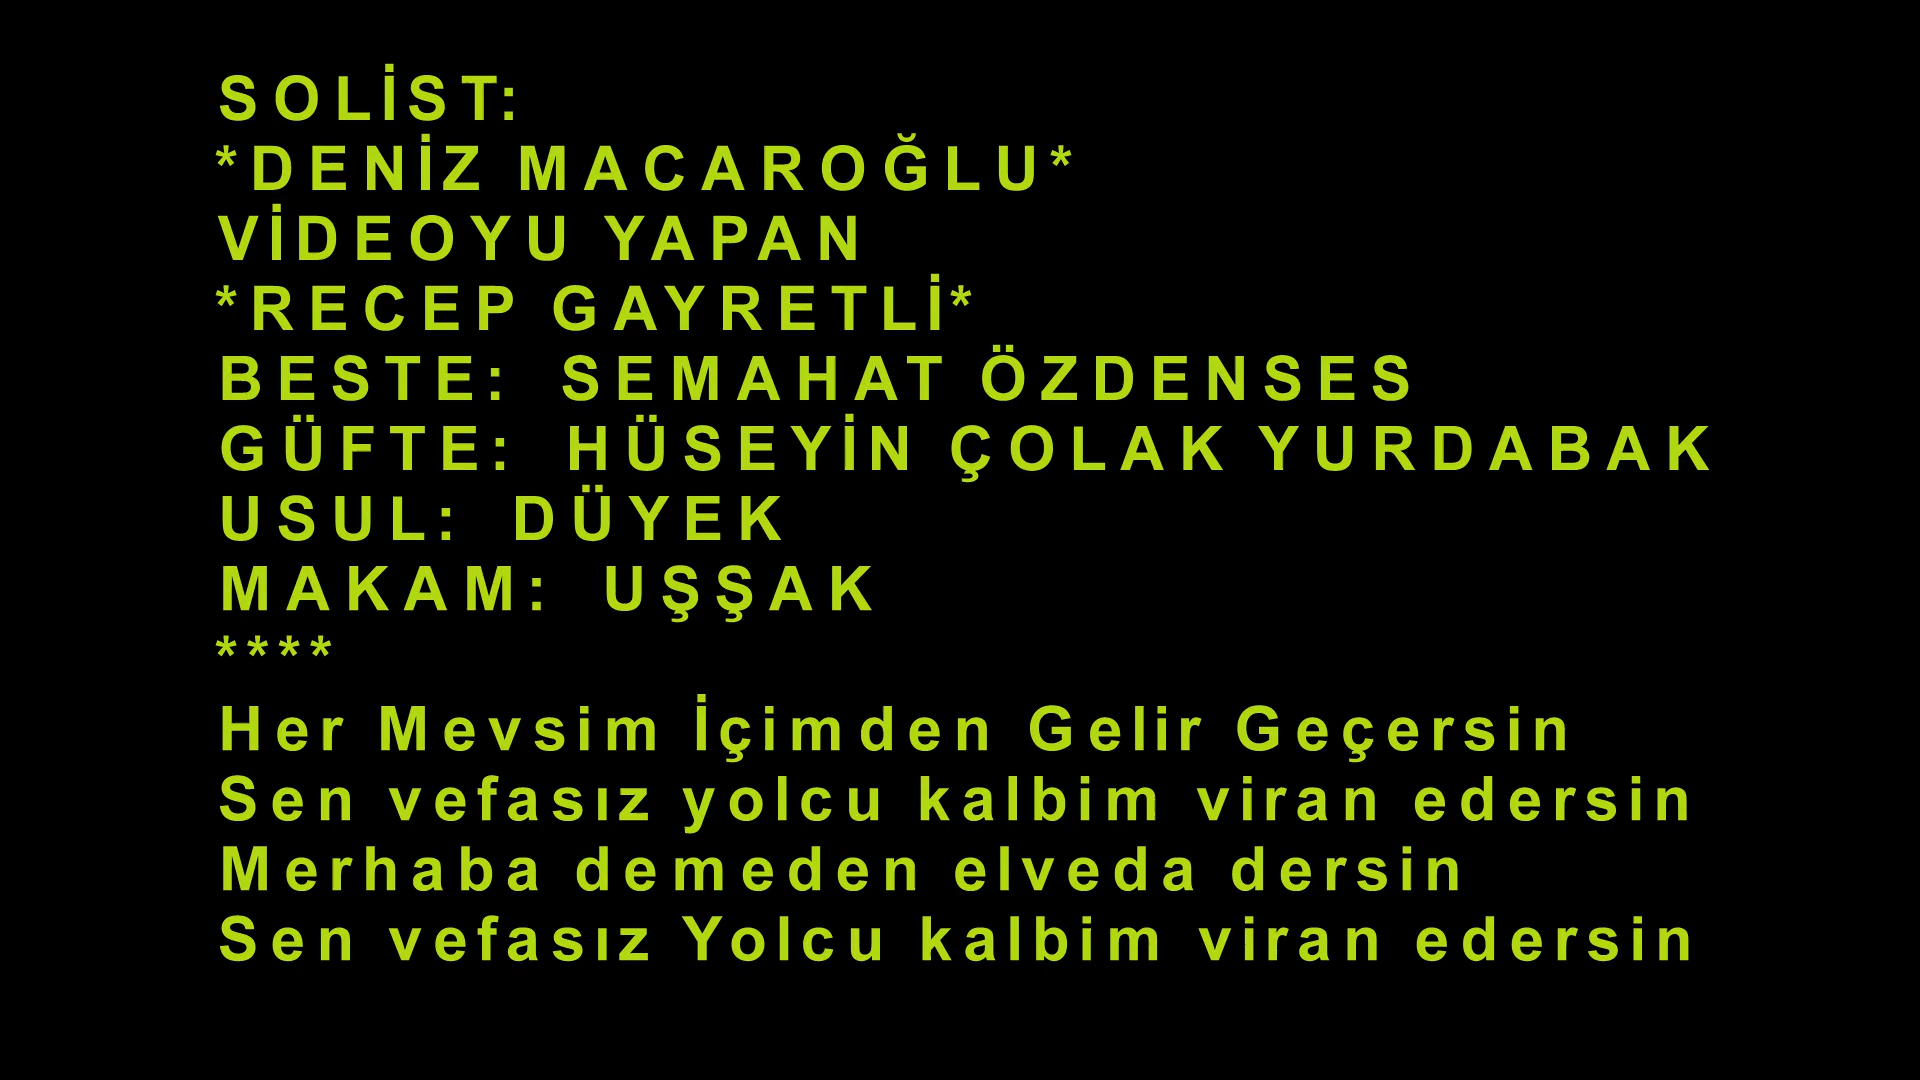 SOLİST:
*DENİZ MACAROĞLU*
VİDEOYU YAPAN
*RECEP GAYRETLİ*
BESTE: SEMAHAT ÖZDENSES
GÜFTE: HÜSEYİN ÇOLAK YURDABAK
USUL: DÜYEK
MAKAM: UŞŞAK
****
Her Mevsim İçimden Gelir Geçersin
Sen vefasız yolcu kalbim viran edersin
Merhaba demeden elveda dersin
Sen vefasız Yolcu kalbim viran edersin